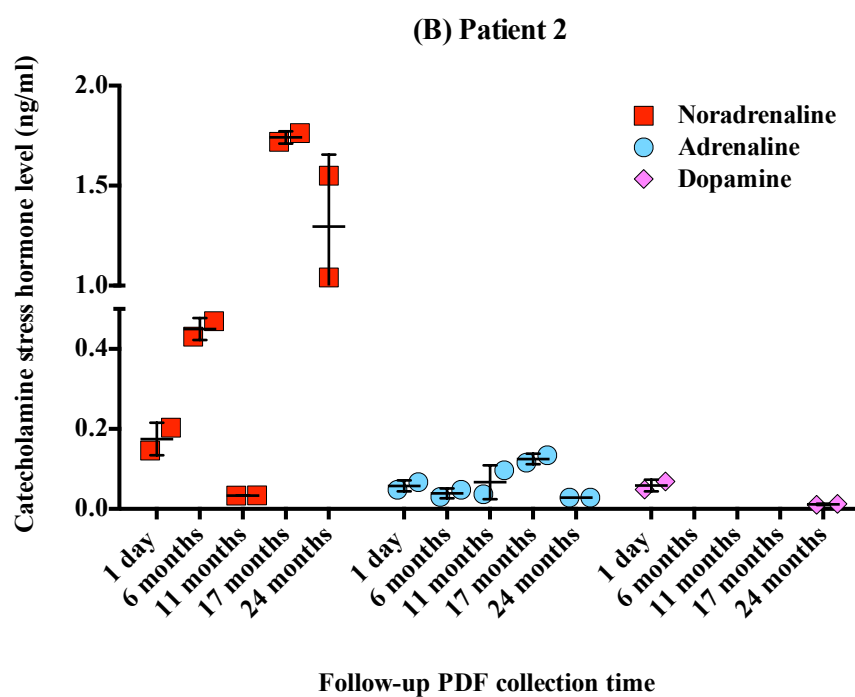 (B) Patient 2
Catecholamine stress hormone level (ng/ml)
2.0
1.5
1.0
0.4
0.2
0.0
Noradrenaline
Adrenaline
Dopamine
1 day
6 months
11 months
17 months
24 months
1 day
6 months
11 months
17 months
24 months
1 day
6 months
11 months
17 months
24 months
Follow-up PDF collection time